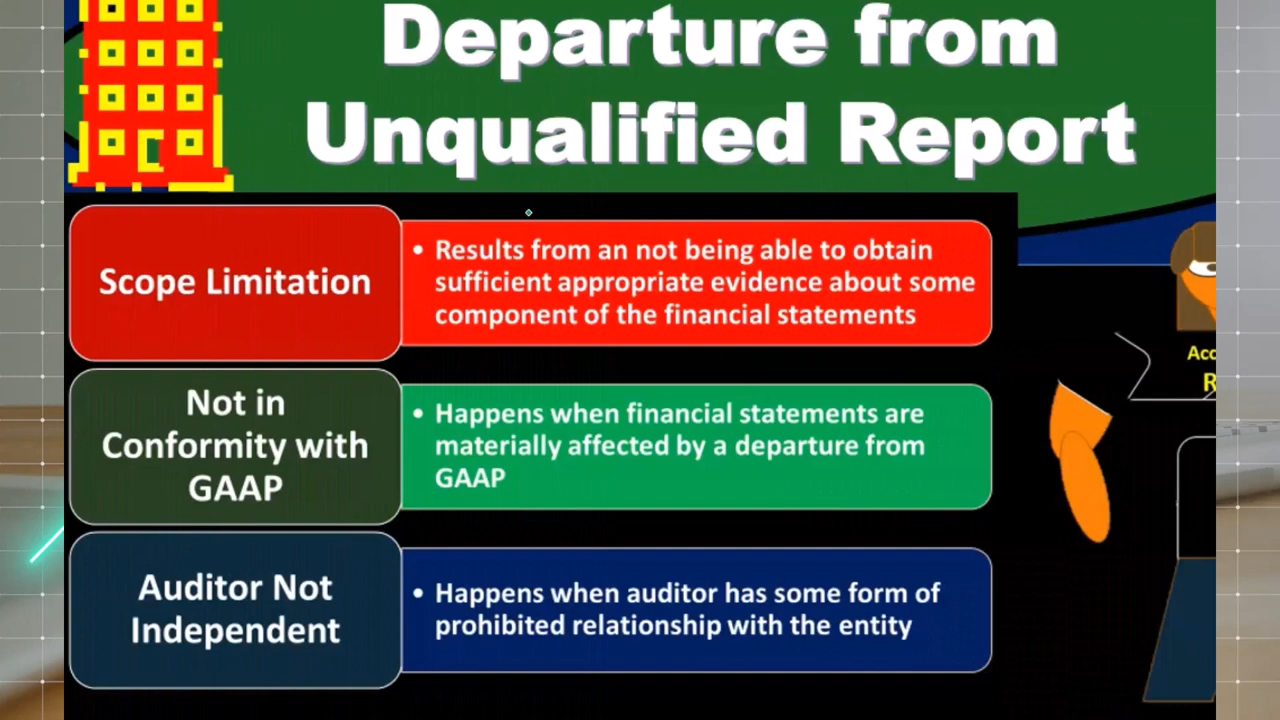 Departure from
Unqualified Report
Scope Limitation
• Results from an not being able to obtain
sufficient appropriate evidence about some
component of the financial statements
Not in
Conformity with
GAAP
• Happens when financial statements are
materially affected by a departure from
GAAP
Auditor Not
Independent
• Happens when auditor has some form of
prohibited relationship with the entity
Acc
R